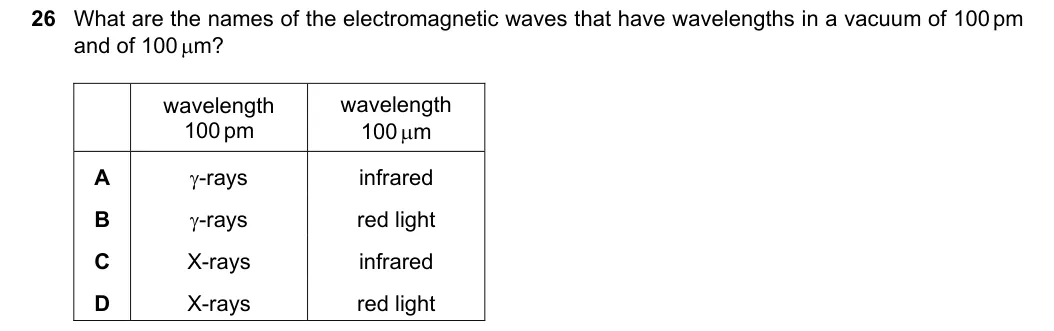 26 What are the names of the electromagnetic waves that have wavelengths in a vacuum of 100 pm
and of 100 μm?
wavelength 100 pm wavelength 100 μm
A γ-rays infrared
B γ-rays red light
C X-rays infrared
D X-rays red light